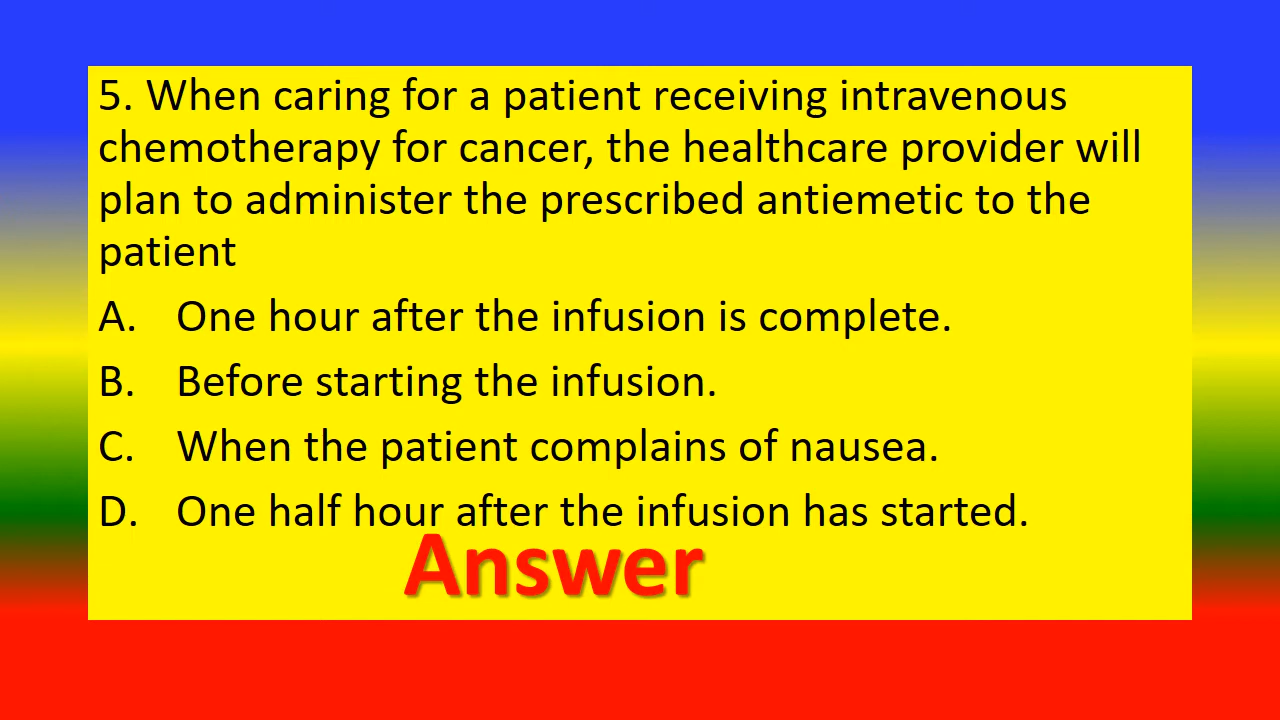 5. When caring for a patient receiving intravenous
chemotherapy for cancer, the healthcare provider will
plan to administer the prescribed antiemetic to the
patient
A. One hour after the infusion is complete.
B. Before starting the infusion.
C. When the patient complains of nausea.
D. One half hour after the infusion has started.
Answer